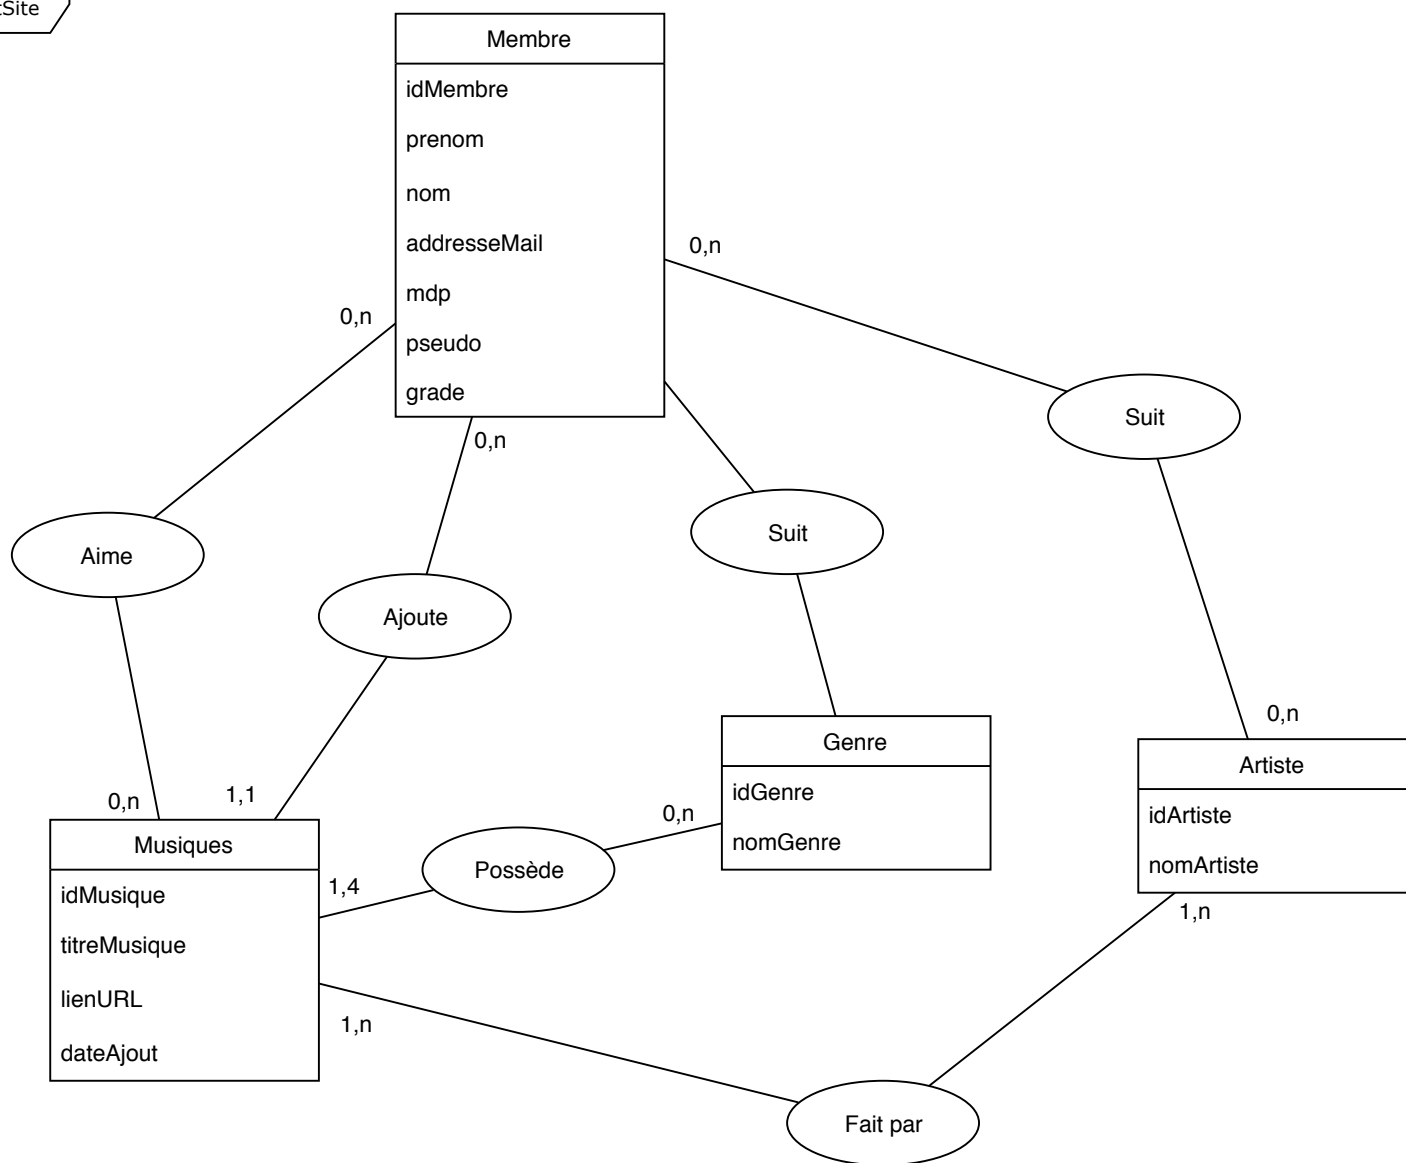 Site
Membre
idMembre
prenom
nom
addresseMail
mdp
pseudo
grade
0,n
0,n
0,n
Suit
Suit
Aime
Ajoute
0,n
1,1
0,n
Musiques
idMusique
titreMusique
lienURL
dateAjout
1,4
Possède
0,n
Genre
idGenre
nomGenre
Artiste
idArtiste
nomArtiste
1,n
1,n
Fait par